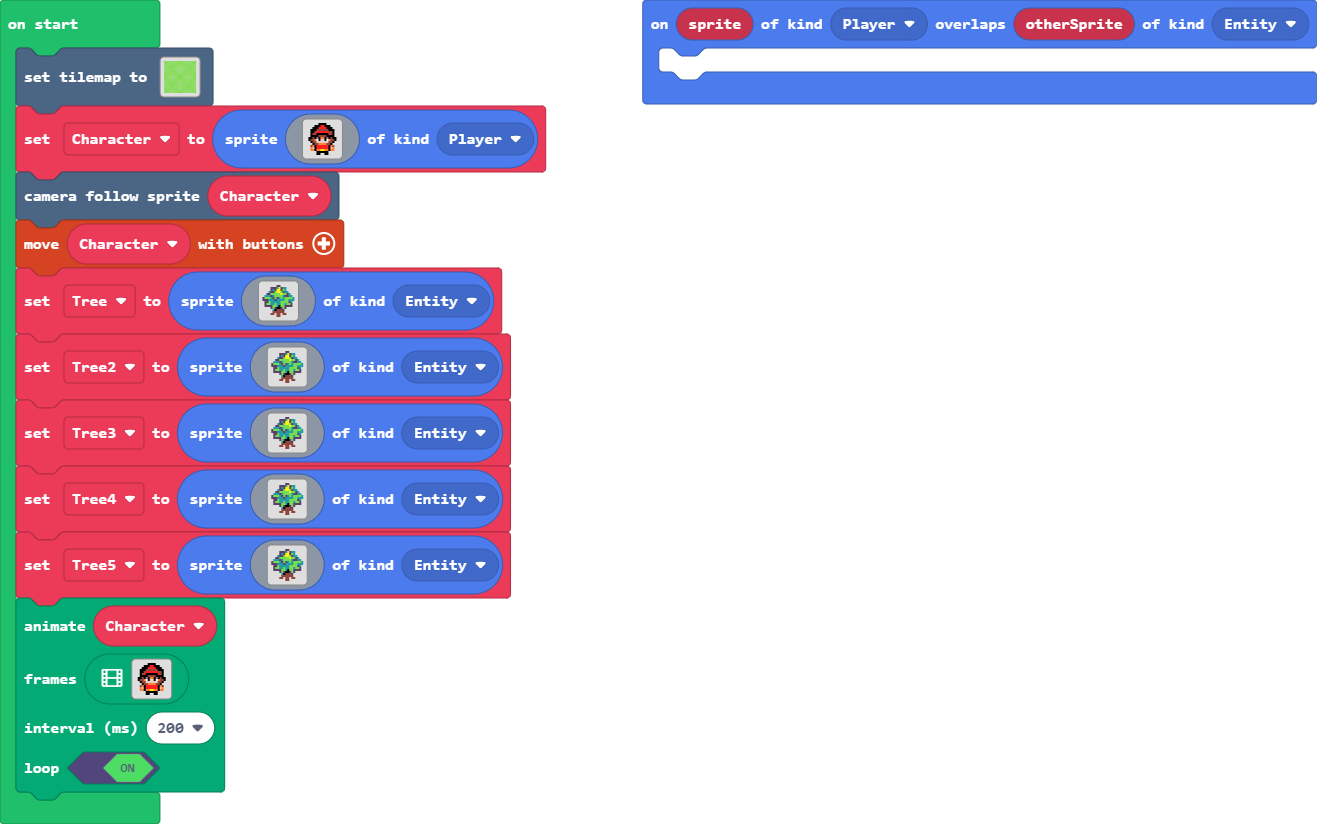 on start
set tilemap to
set Character to sprite of kind Player
camera follow sprite Character
move Character with buttons
set Tree to sprite of kind Entity
set Tree2 to sprite of kind Entity
set Tree3 to sprite of kind Entity
set Tree4 to sprite of kind Entity
set Tree5 to sprite of kind Entity
animate Character
frames
interval (ms) 200
loop ON
on sprite of kind Player overlaps otherSprite of kind Entity